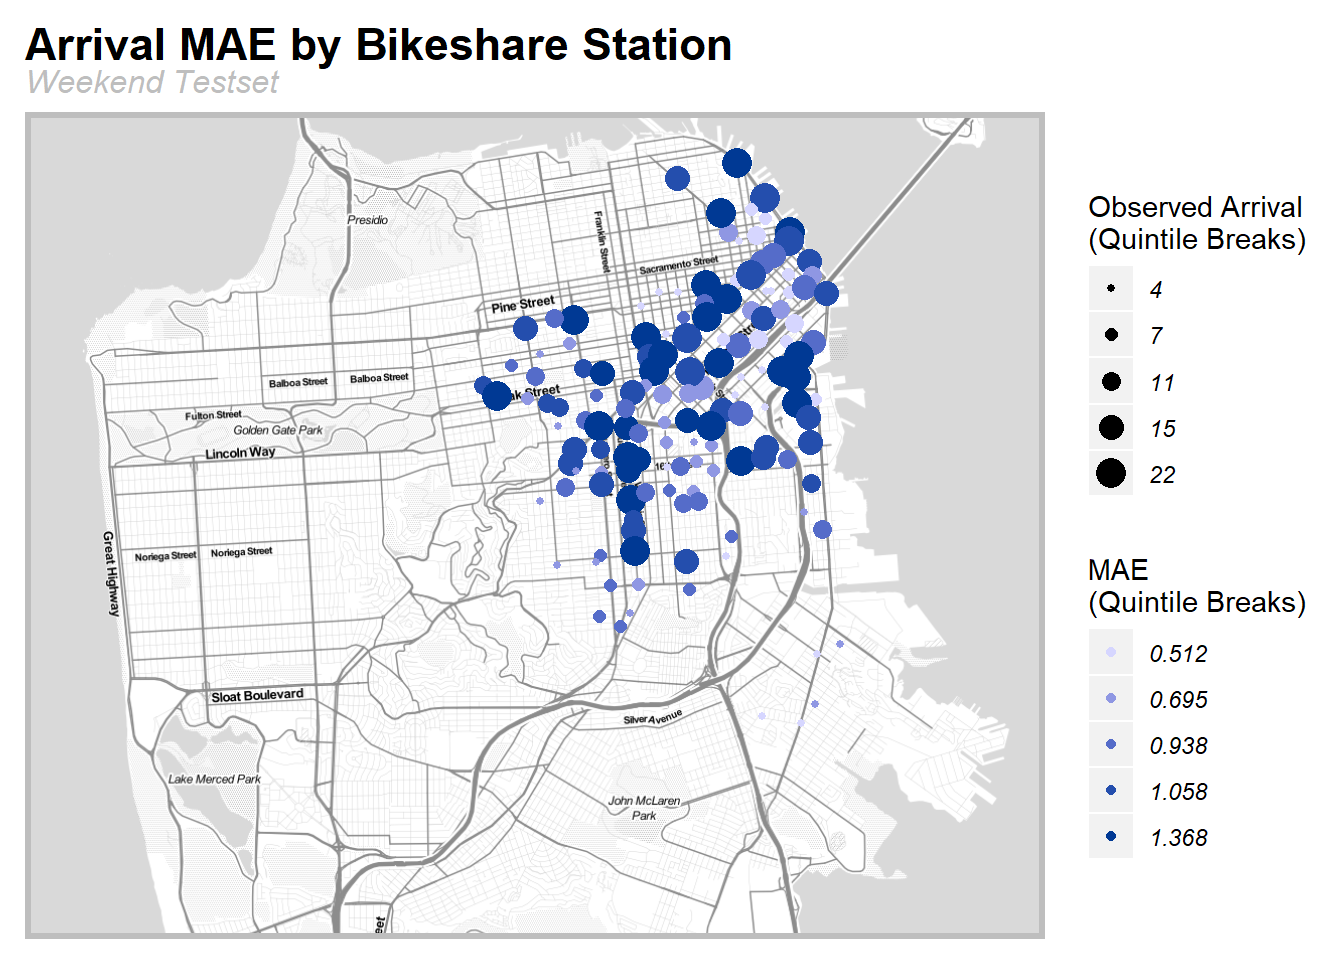 Arrival MAE by Bikeshare Station
Weekend Testset
Presidio
Franklin Street
Sacramento Street
Pine Street
Balboa Street
Balboa Street
Fulton Street
Golden Gate Park
Lincoln Way
Noriega Street
Noriega Street
Great Highway
Sloat Boulevard
Silver Avenue
Lake Merced Park
John McLaren
Park
Observed Arrival
(Quintile Breaks)
4
7
11
15
22
MAE
(Quintile Breaks)
0.512
0.695
0.938
1.058
1.368